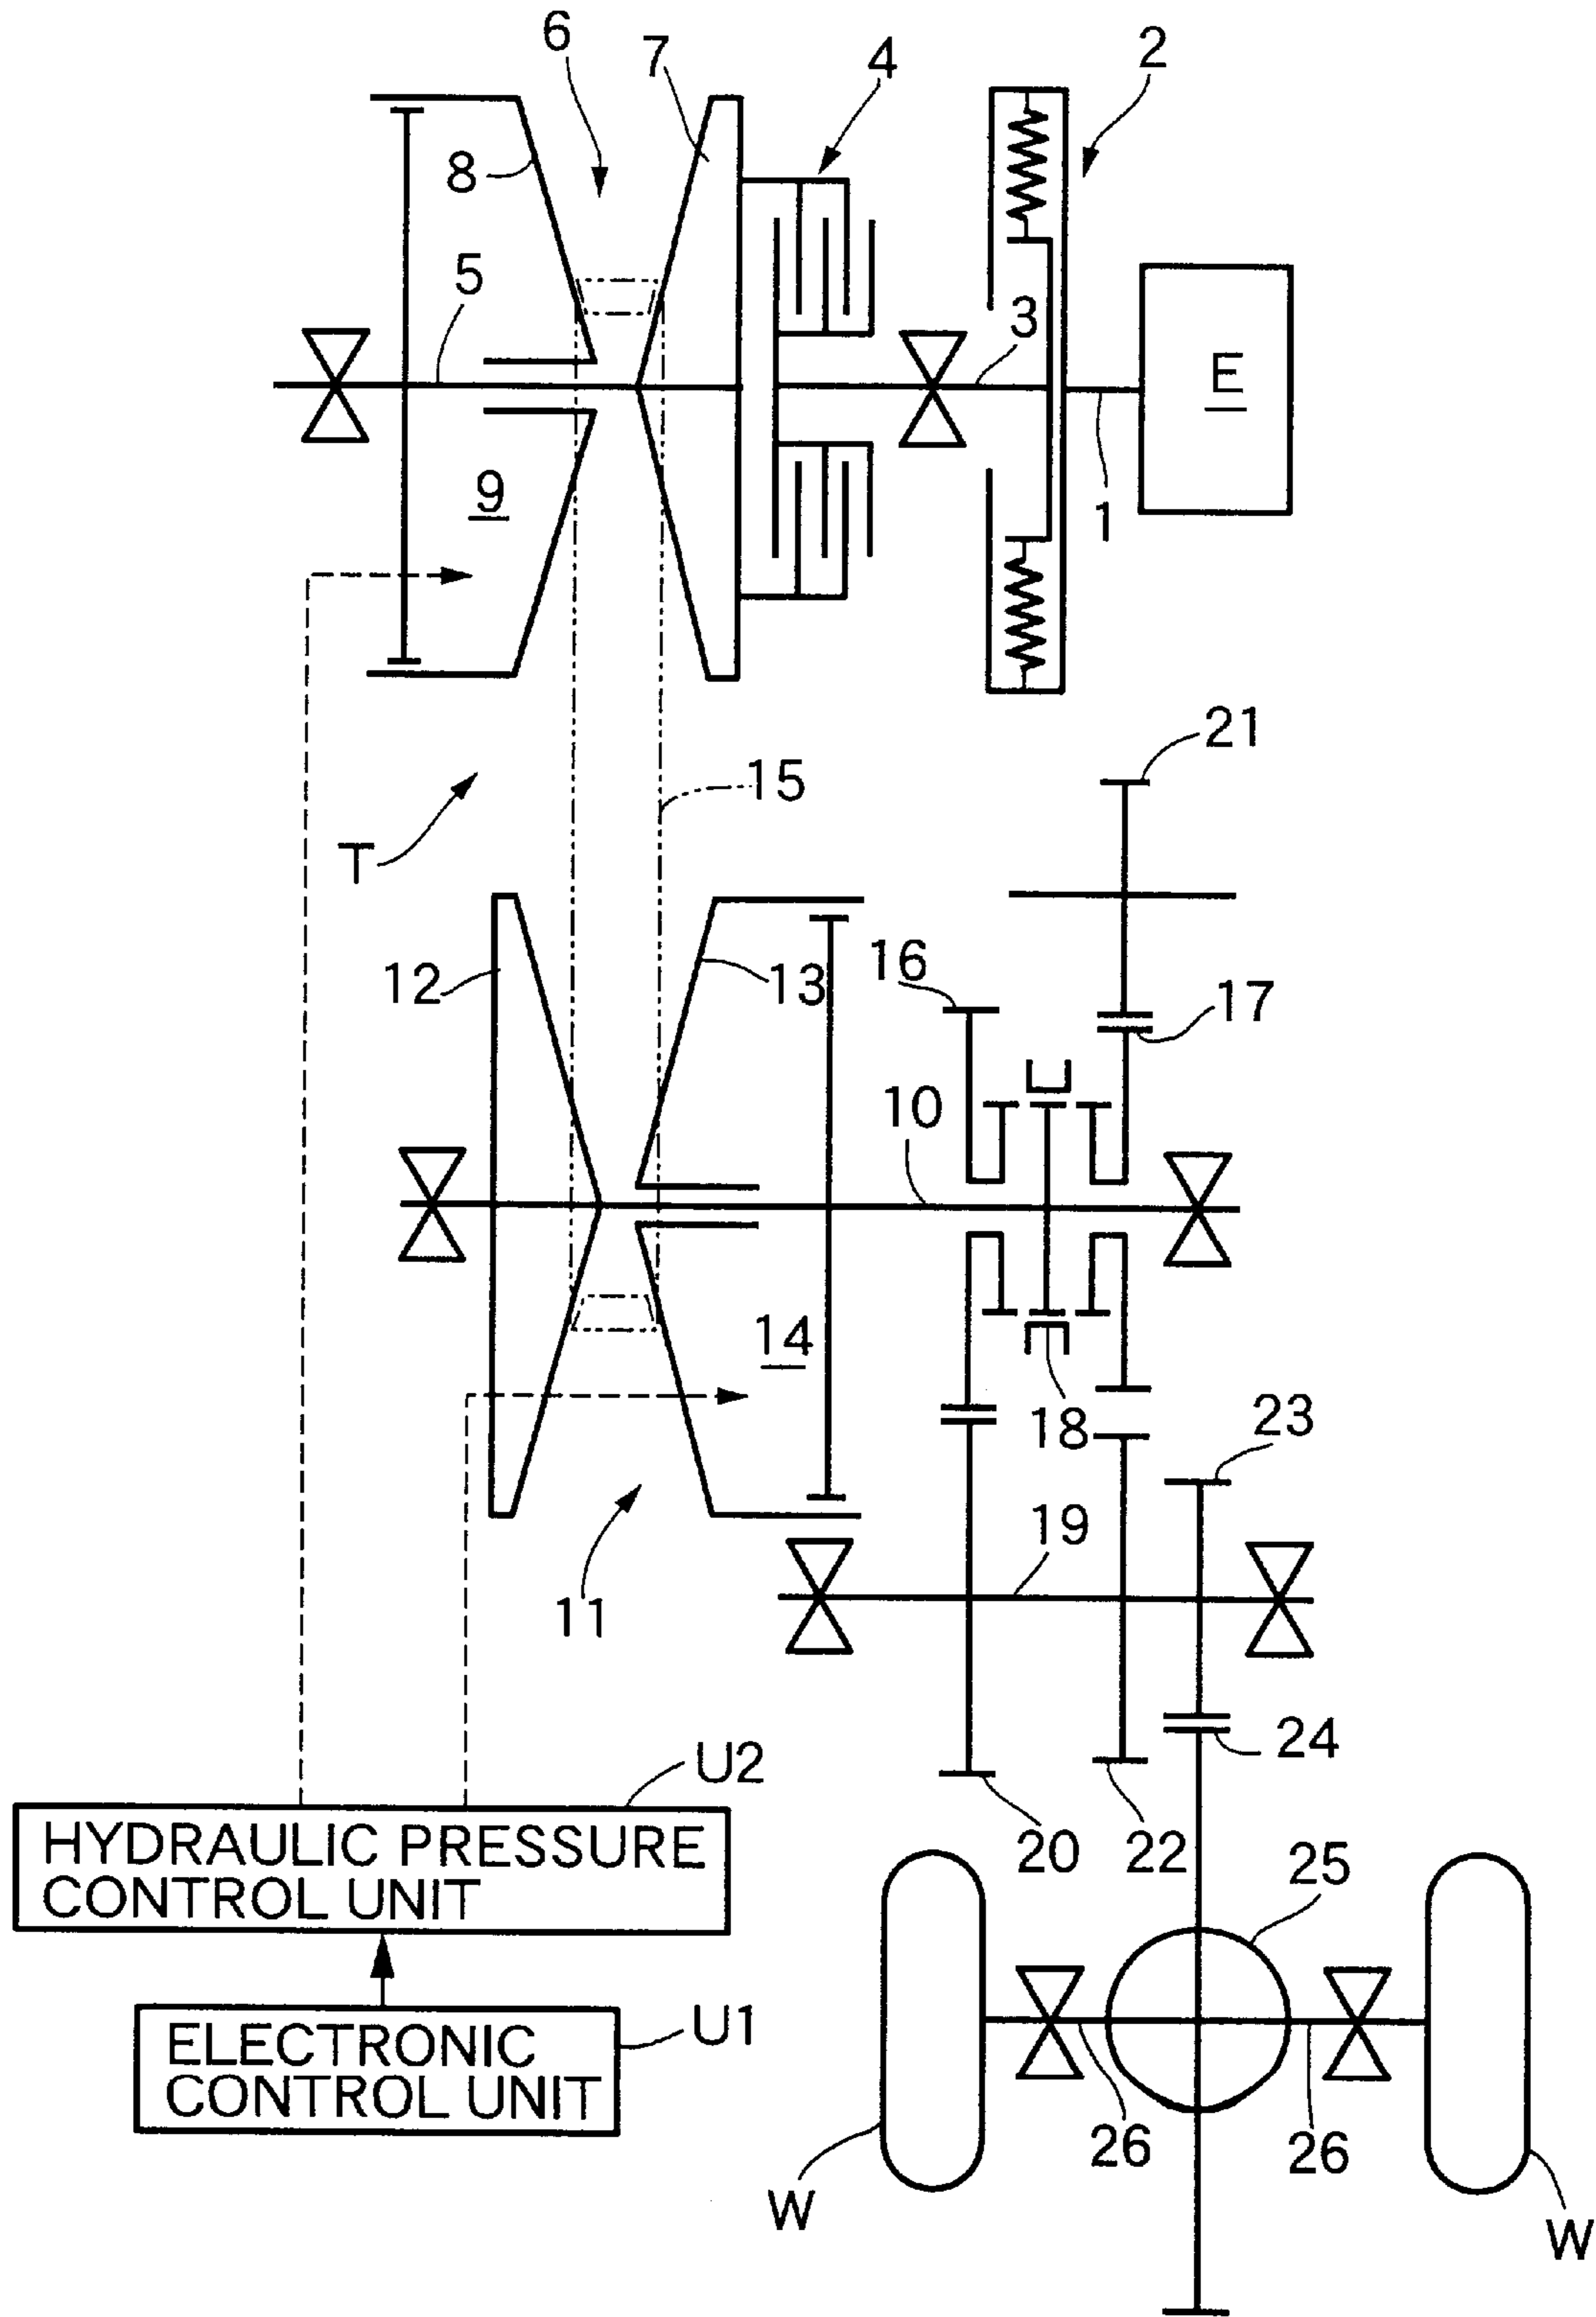 6
7
4
2
8
5
3
E
9
1
21
15
T
12
13
16
17
10
14
18
23
19
11
24
U2
HYDRAULIC PRESSURE
CONTROL UNIT
20
22
25
U1
ELECTRONIC
CONTROL UNIT
26
26
W
W